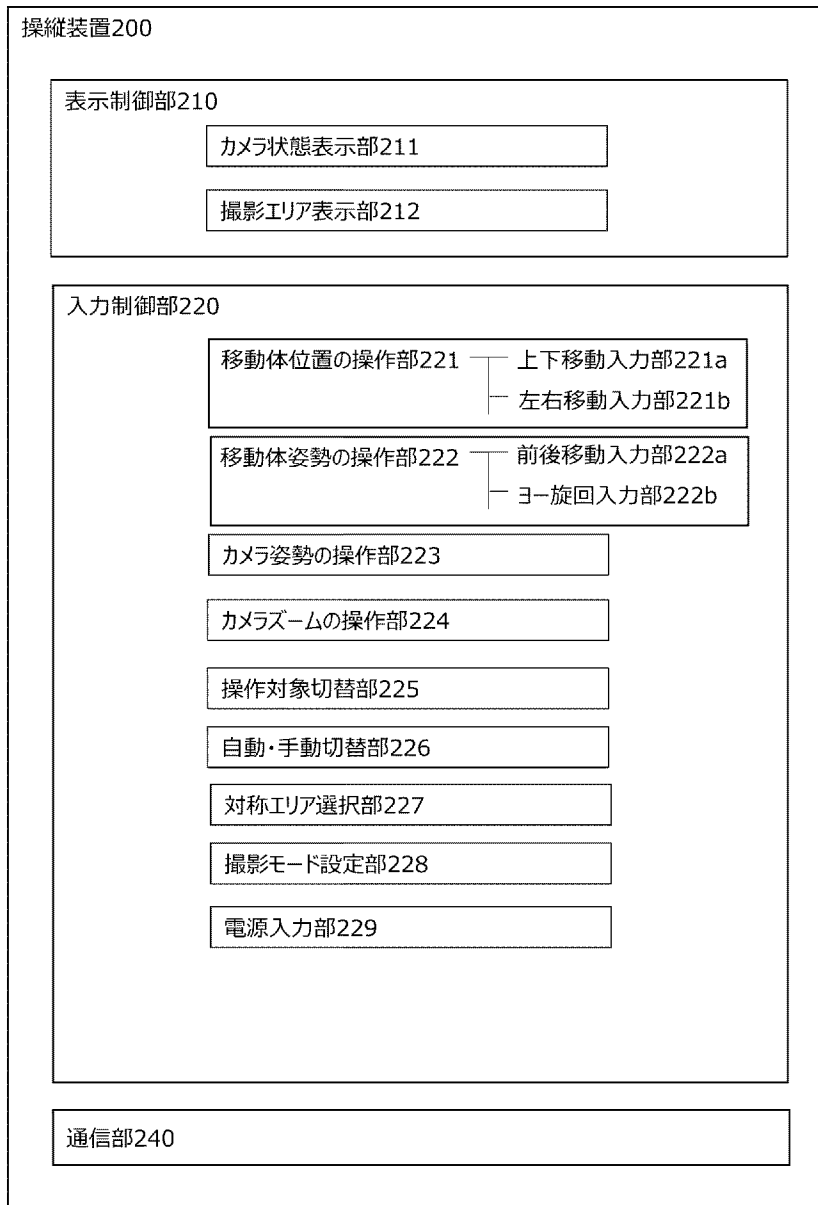 操縦装置200
表示制御部210
カメラ状態表示部211
撮影エリア表示部212
入力制御部220
移動体位置の操作部221 上下移動入力部221a
左右移動入力部221b
移動体姿勢の操作部222 前後移動入力部222a
ヨー旋回入力部222b
カメラ姿勢の操作部223
カメラズームの操作部224
操作対象切替部225
自動・手動切替部226
対称エリア選択部227
撮影モード設定部228
電源入力部229
通信部240